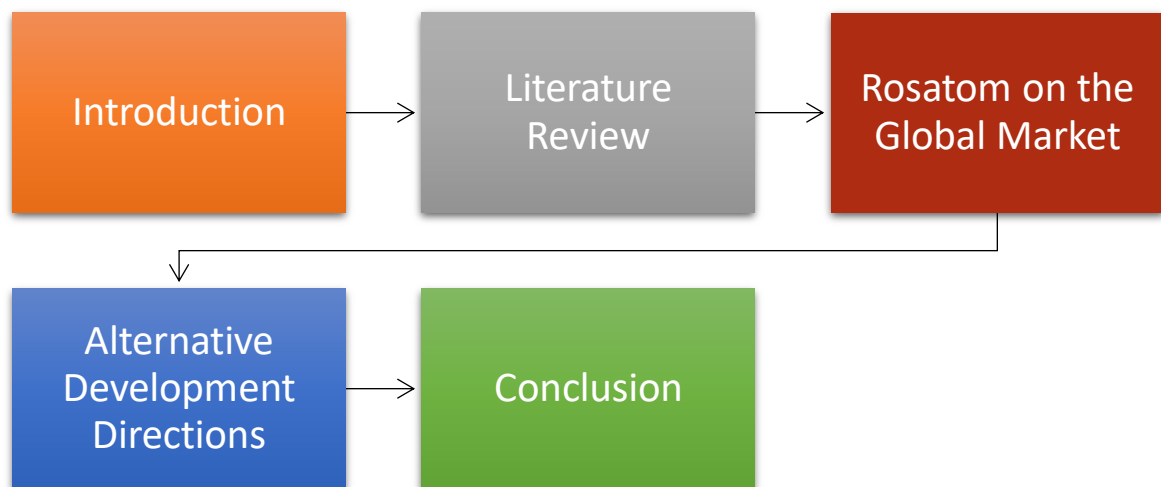 Introduction
Literature
Review
Rosatom on the
Global Market
Alternative
Development
Directions
Conclusion